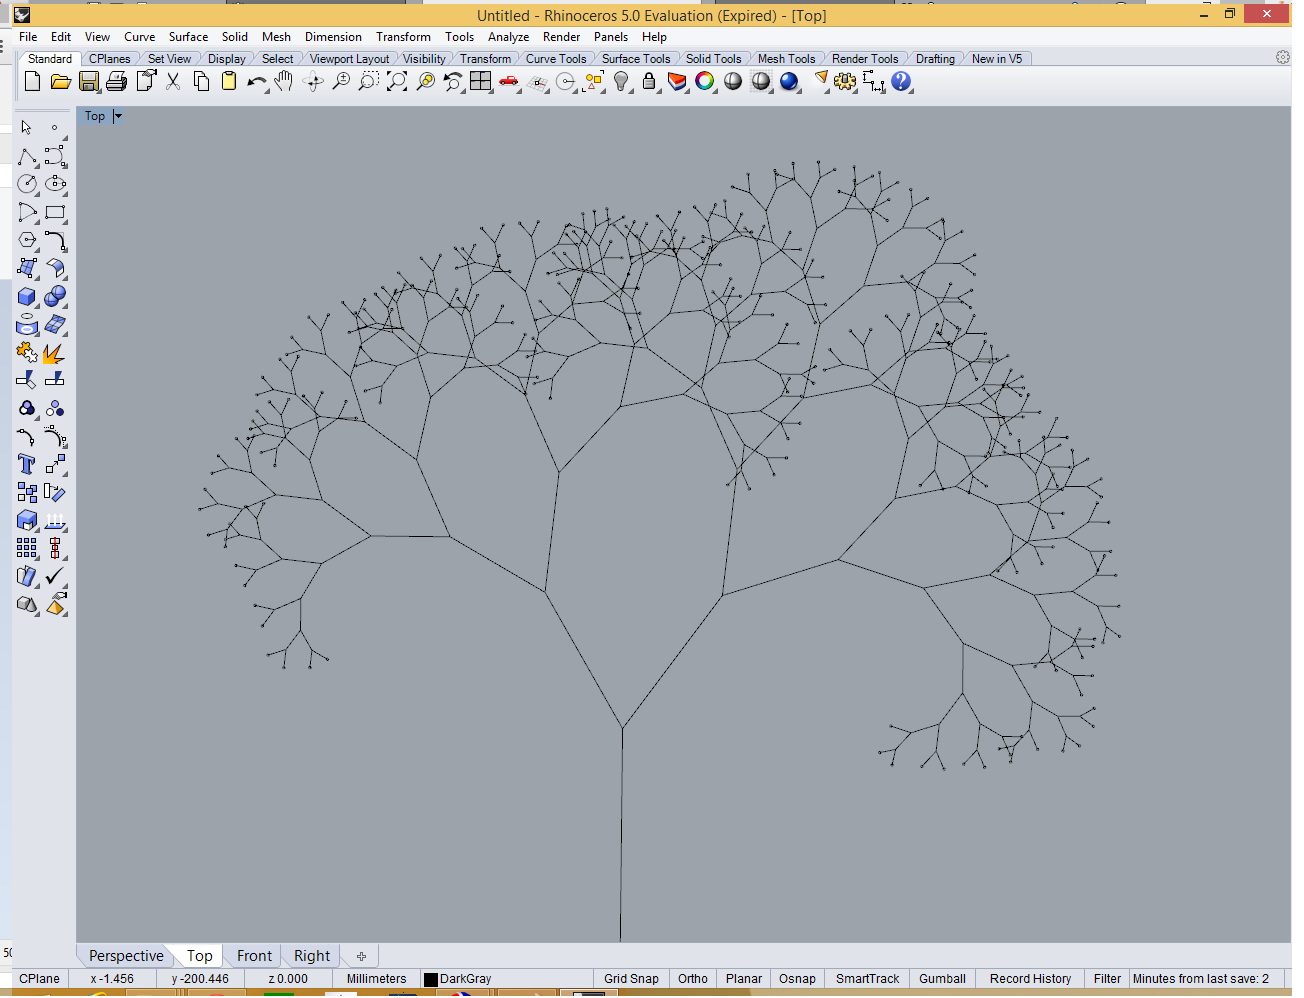 Untitled - Rhinoceros 5.0 Evaluation (Expired) - [Top]
File Edit View Curve Surface Solid Mesh Dimension Transform Tools Analyze Render Panels Help
Standard CPlanes Set View Display Select Viewport Layout Visibility Transform Curve Tools Surface Tools Solid Tools Mesh Tools Render Tools Drafting New in V5
Top
Perspective Top Front Right
50
CPlane x -1.456 y -200.446 z 0.000 Millimeters DarkGray Grid Snap Ortho Planar Osnap SmartTrack Gumball Record History Filter Minutes from last save: 2